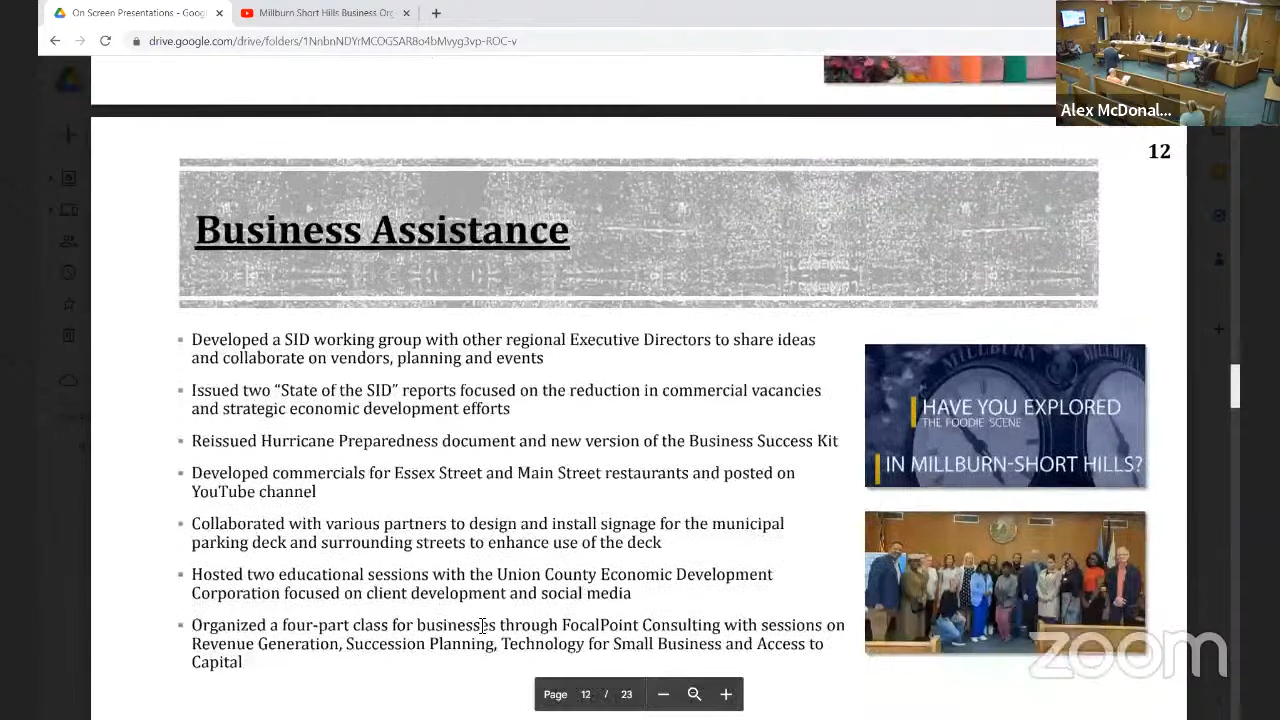 On Screen Presentations - Goog
Millburn Short Hills Business Org
drive.google.com/drive/folders/1NnbnNDYrMCOGSAR8o4bMvyg3vp-ROC-v
Alex McDonal...
12
Business Assistance
Developed a SID working group with other regional Executive Directors to share ideas
and collaborate on vendors, planning and events
Issued two “State of the SID” reports focused on the reduction in commercial vacancies
and strategic economic development efforts
Reissued Hurricane Preparedness document and new version of the Business Success Kit
Developed commercials for Essex Street and Main Street restaurants and posted on
YouTube channel
Collaborated with various partners to design and install signage for the municipal
parking deck and surrounding streets to enhance use of the deck
Hosted two educational sessions with the Union County Economic Development
Corporation focused on client development and social media
Organized a four-part class for businesses through FocalPoint Consulting with sessions on
Revenue Generation, Succession Planning, Technology for Small Business and Access to
Capital
MILLBURN
HAVE YOU EXPLORED
THE FOODIE SCENE
IN MILLBURN-SHORT HILLS?
zoom
Page 12 / 23